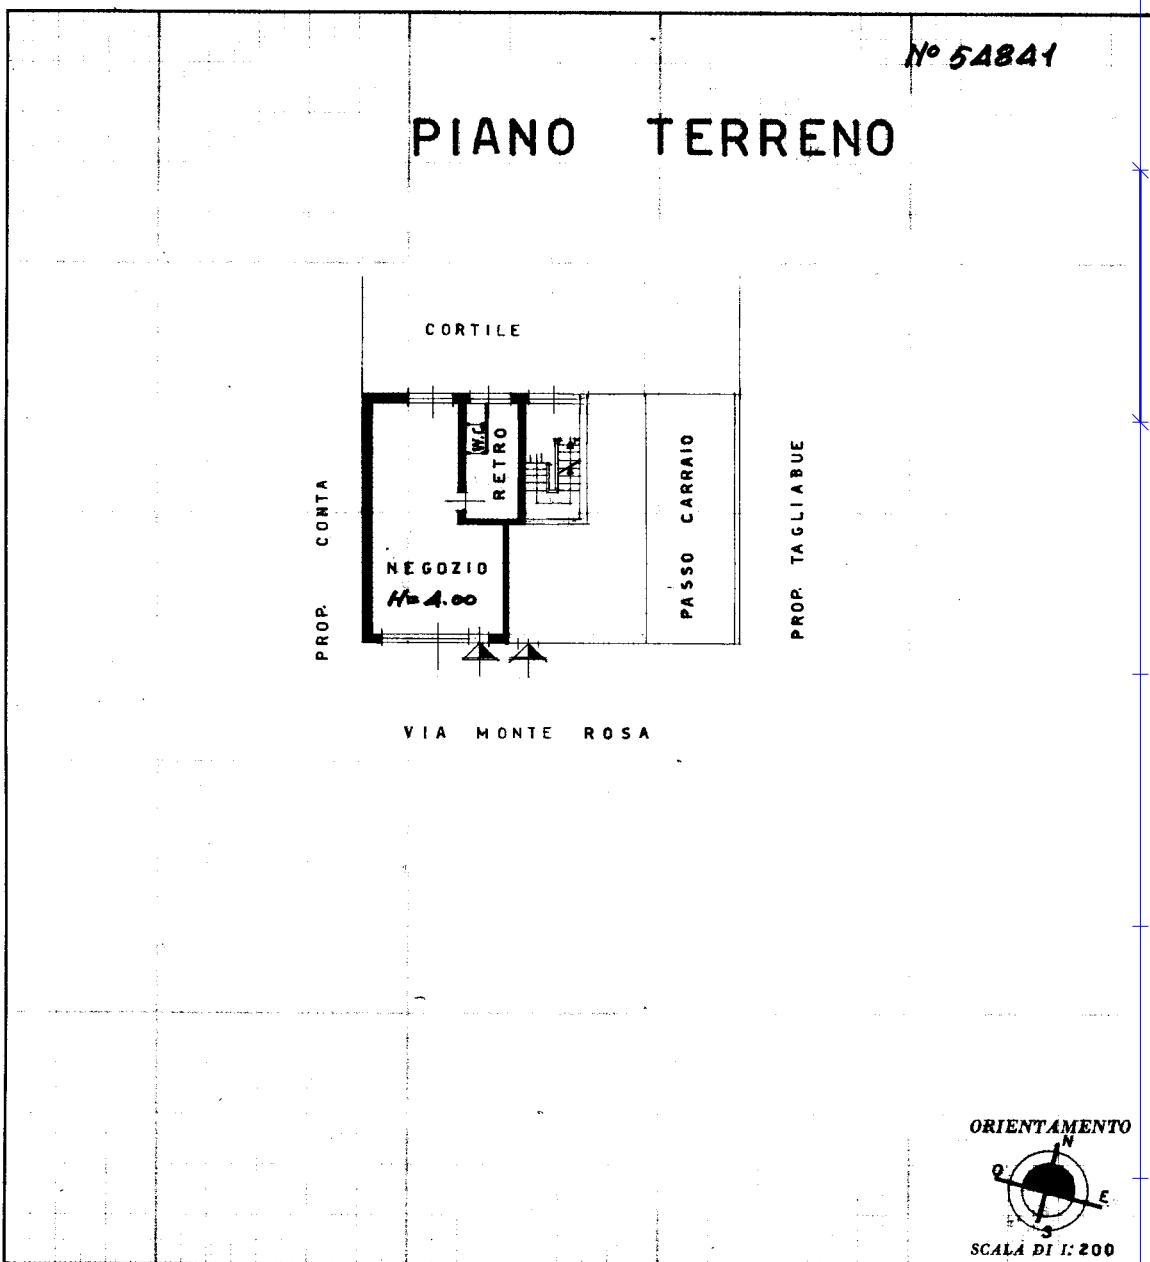 Nº 54841
PIANO TERRENO
CORTILE
W.C.
RETRO
PASSO CARRAIO
PROP. CONTA
PROP. TAGLIABUE
NEGOZIO
H= 4.00
VIA MONTE ROSA
ORIENTAMENTO
N
O
E
S
SCALA DI 1:200